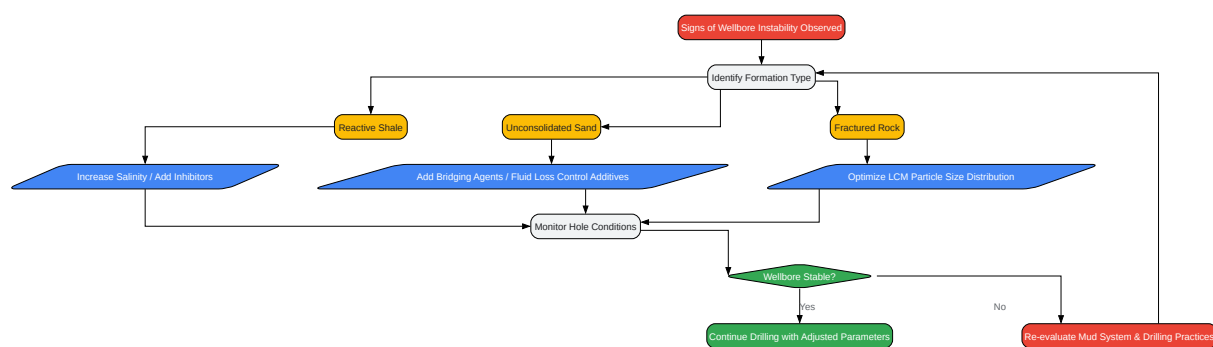 Signs of Wellbore Instability Observed
Identify Formation Type
Reactive Shale
Unconsolidated Sand
Fractured Rock
Increase Salinity / Add Inhibitors
Add Bridging Agents / Fluid Loss Control Additives
Optimize LCM Particle Size Distribution
Monitor Hole Conditions
Wellbore Stable?
Yes
No
Continue Drilling with Adjusted Parameters
Re-evaluate Mud System & Drilling Practices